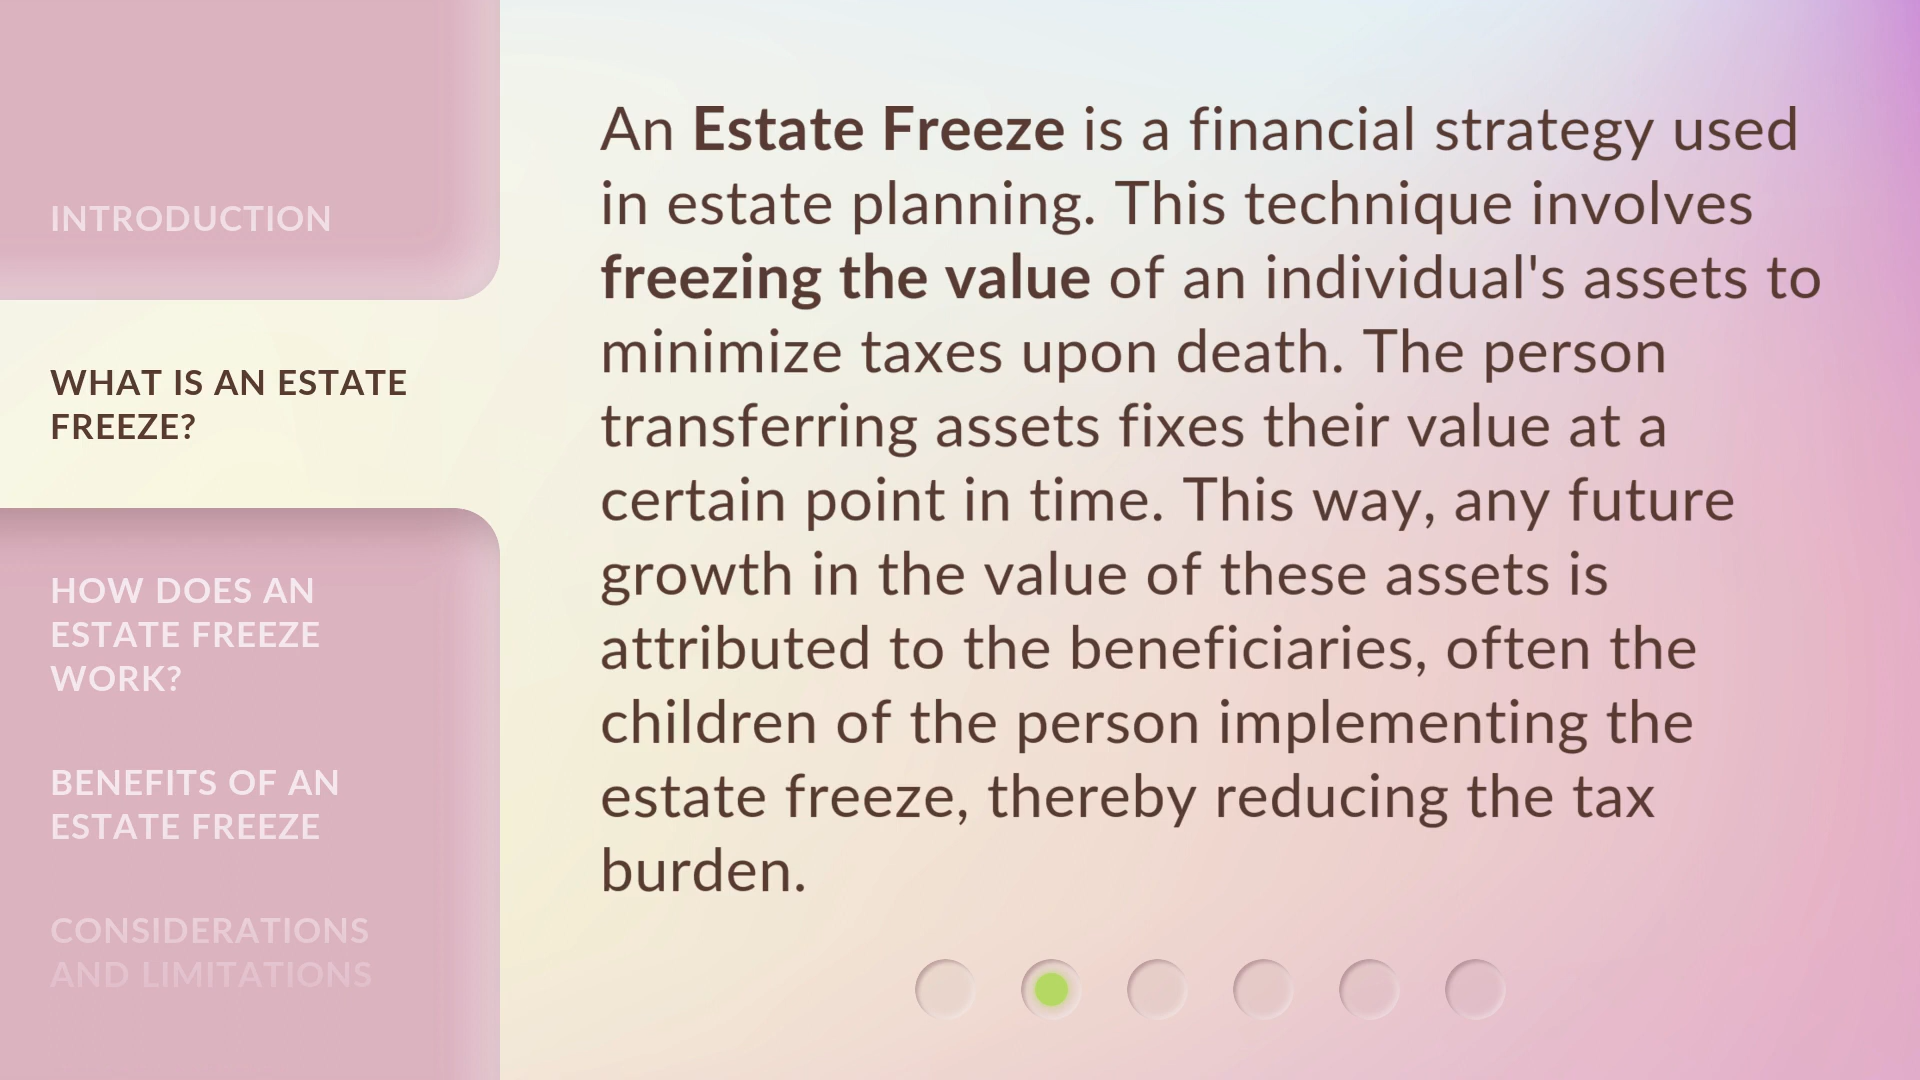 INTRODUCTION
WHAT IS AN ESTATE
FREEZE?
HOW DOES AN
ESTATE FREEZE
WORK?
BENEFITS OF AN
ESTATE FREEZE
CONSIDERATIONS
AND LIMITATIONS
An Estate Freeze is a financial strategy used
in estate planning. This technique involves
freezing the value of an individual's assets to
minimize taxes upon death. The person
transferring assets fixes their value at a
certain point in time. This way, any future
growth in the value of these assets is
attributed to the beneficiaries, often the
children of the person implementing the
estate freeze, thereby reducing the tax
burden.